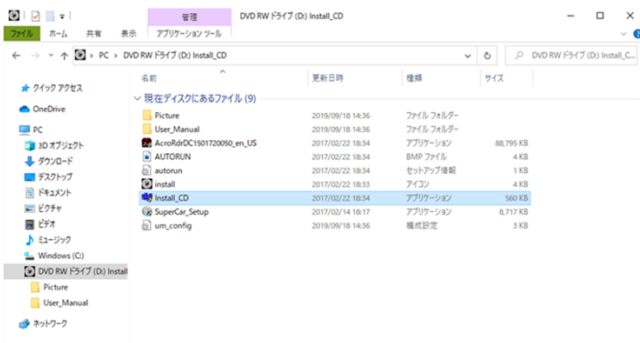 管理
DVD RW ドライブ (D:) Install_CD
ファイル ホーム 共有 表示 アプリケーション ツール
PC > DVD RW ドライブ (D:) Install_CD
DVD RW ドライブ (D:) Install_C...
名前 更新日時 種類 サイズ
クイック アクセス
OneDrive
PC
3D オブジェクト
ダウンロード
デスクトップ
ドキュメント
ピクチャ
ビデオ
ミュージック
Windows (C:)
DVD RW ドライブ (D:) Install
Picture
User_Manual
ネットワーク
現在ディスクにあるファイル (9)
Picture 2019/09/18 14:36 ファイル フォルダー
User_Manual 2019/09/18 14:36 ファイル フォルダー
AcroRdrDC1501720050_en_US 2017/02/22 18:34 アプリケーション 88,795 KB
AUTORUN 2017/02/22 18:34 BMP ファイル 4 KB
autorun 2017/02/22 18:34 セットアップ情報 1 KB
install 2017/02/22 18:33 アイコン 4 KB
Install_CD 2017/02/22 18:34 アプリケーション 560 KB
SuperCar_Setup 2017/02/14 18:17 アプリケーション 8,717 KB
um_config 2019/09/18 14:36 構成設定 3 KB